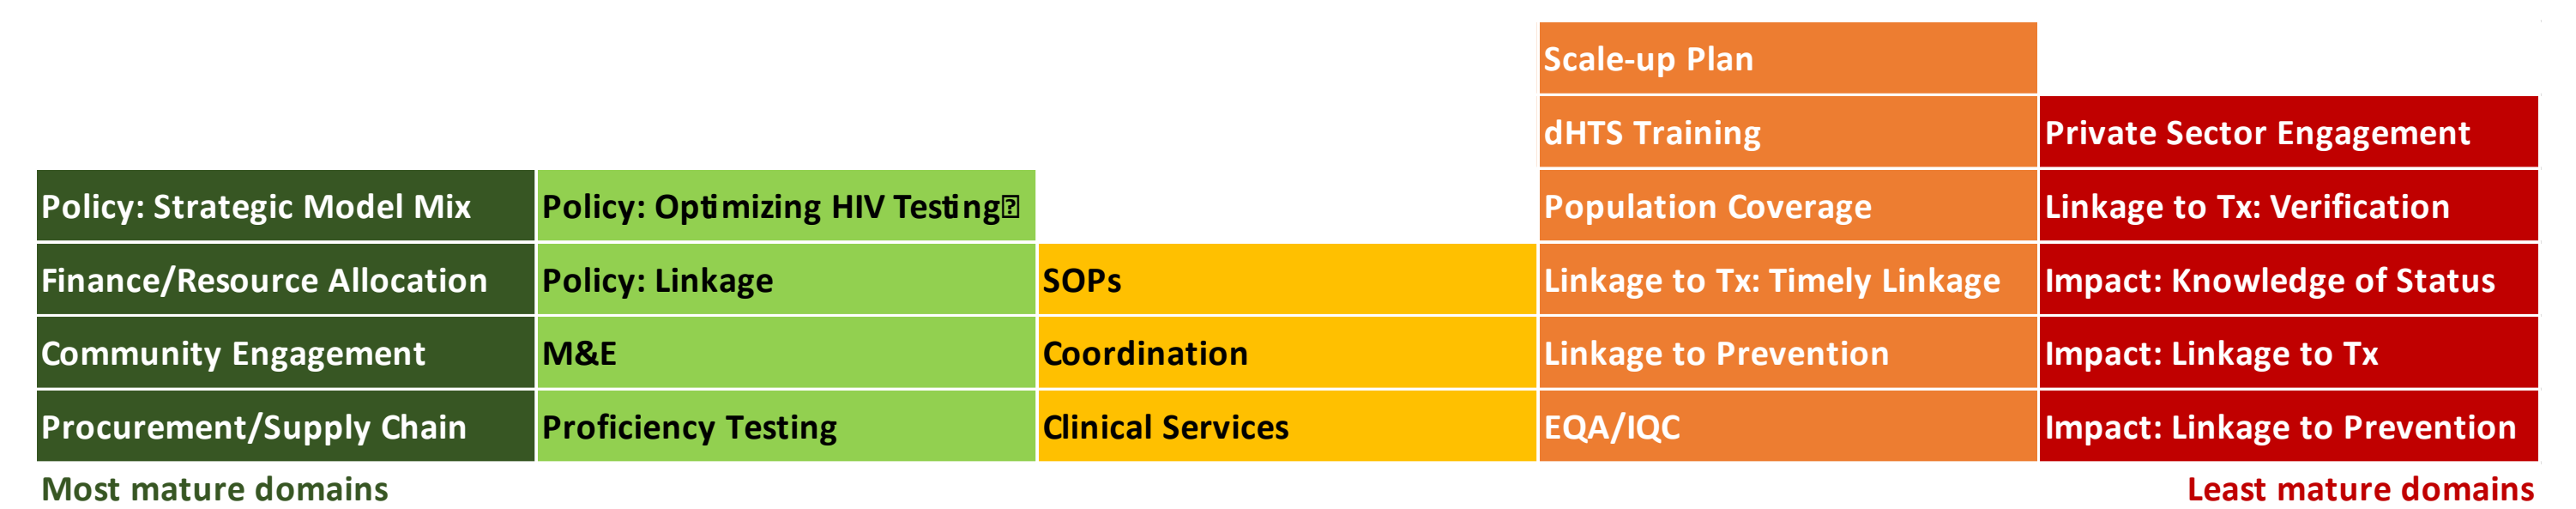 Scale-up Plan
dHTS Training
Private Sector Engagement
Policy: Strategic Model Mix
Policy: Optimizing HIV Testing
Population Coverage
Linkage to Tx: Verification
Finance/Resource Allocation
Policy: Linkage
SOPs
Linkage to Tx: Timely Linkage
Impact: Knowledge of Status
Community Engagement
M&E
Coordination
Linkage to Prevention
Impact: Linkage to Tx
Procurement/Supply Chain
Proficiency Testing
Clinical Services
EQA/IQC
Impact: Linkage to Prevention
Most mature domains
Least mature domains